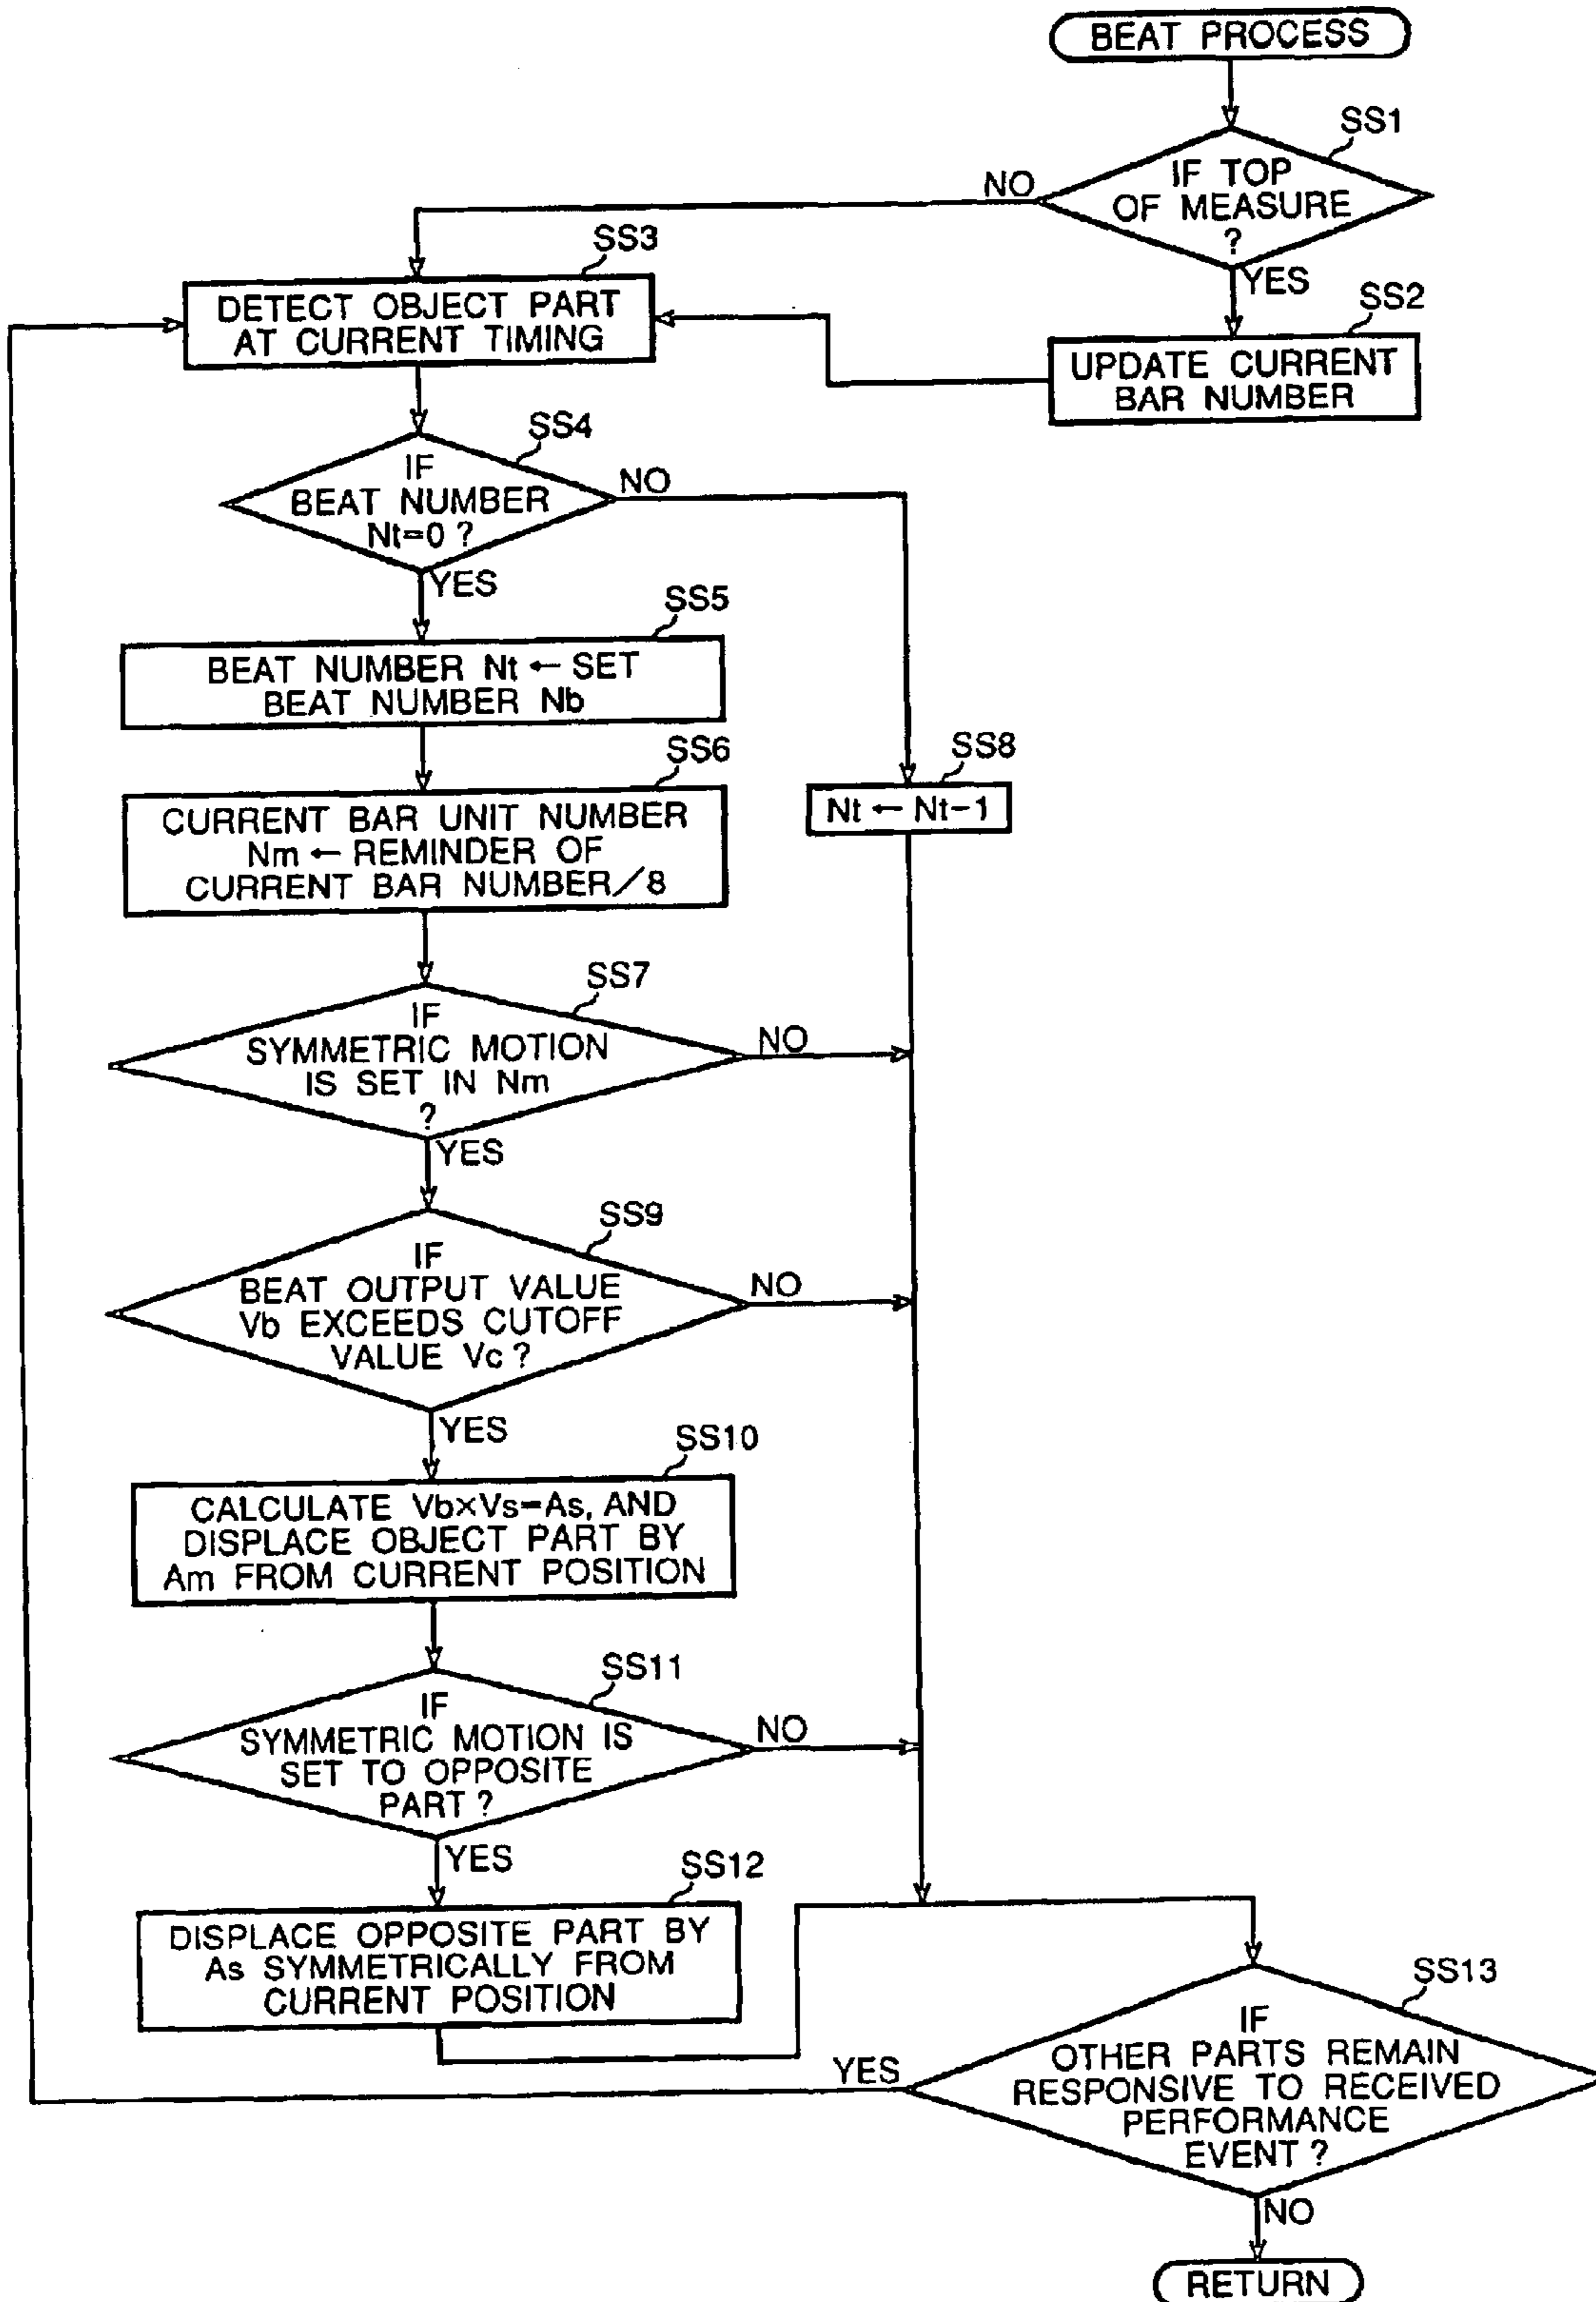 BEAT PROCESS
SS1
IF TOP
OF MEASURE
?
NO
YES
SS2
UPDATE CURRENT
BAR NUMBER
SS3
DETECT OBJECT PART
AT CURRENT TIMING
SS4
IF
BEAT NUMBER
Nt=0 ?
NO
YES
SS5
BEAT NUMBER Nt ← SET
BEAT NUMBER Nb
SS6
CURRENT BAR UNIT NUMBER
Nm ← REMINDER OF
CURRENT BAR NUMBER/8
SS8
Nt ← Nt-1
SS7
IF
SYMMETRIC MOTION
IS SET IN Nm
?
NO
YES
SS9
IF
BEAT OUTPUT VALUE
Vb EXCEEDS CUTOFF
VALUE Vc ?
NO
YES
SS10
CALCULATE Vb×Vs=As, AND
DISPLACE OBJECT PART BY
Am FROM CURRENT POSITION
SS11
IF
SYMMETRIC MOTION IS
SET TO OPPOSITE
PART ?
NO
YES
SS12
DISPLACE OPPOSITE PART BY
As SYMMETRICALLY FROM
CURRENT POSITION
SS13
IF
OTHER PARTS REMAIN
RESPONSIVE TO RECEIVED
PERFORMANCE
EVENT ?
YES
NO
RETURN